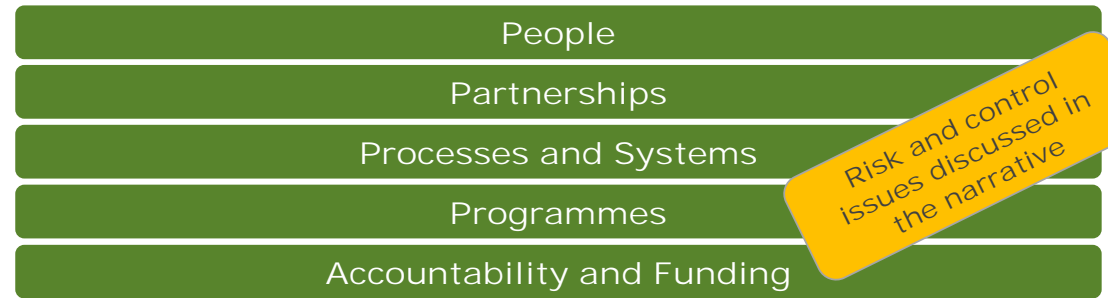 People
Partnerships
Processes and Systems
Programmes
Accountability and Funding
Risk and control
issues discussed in
the narrative